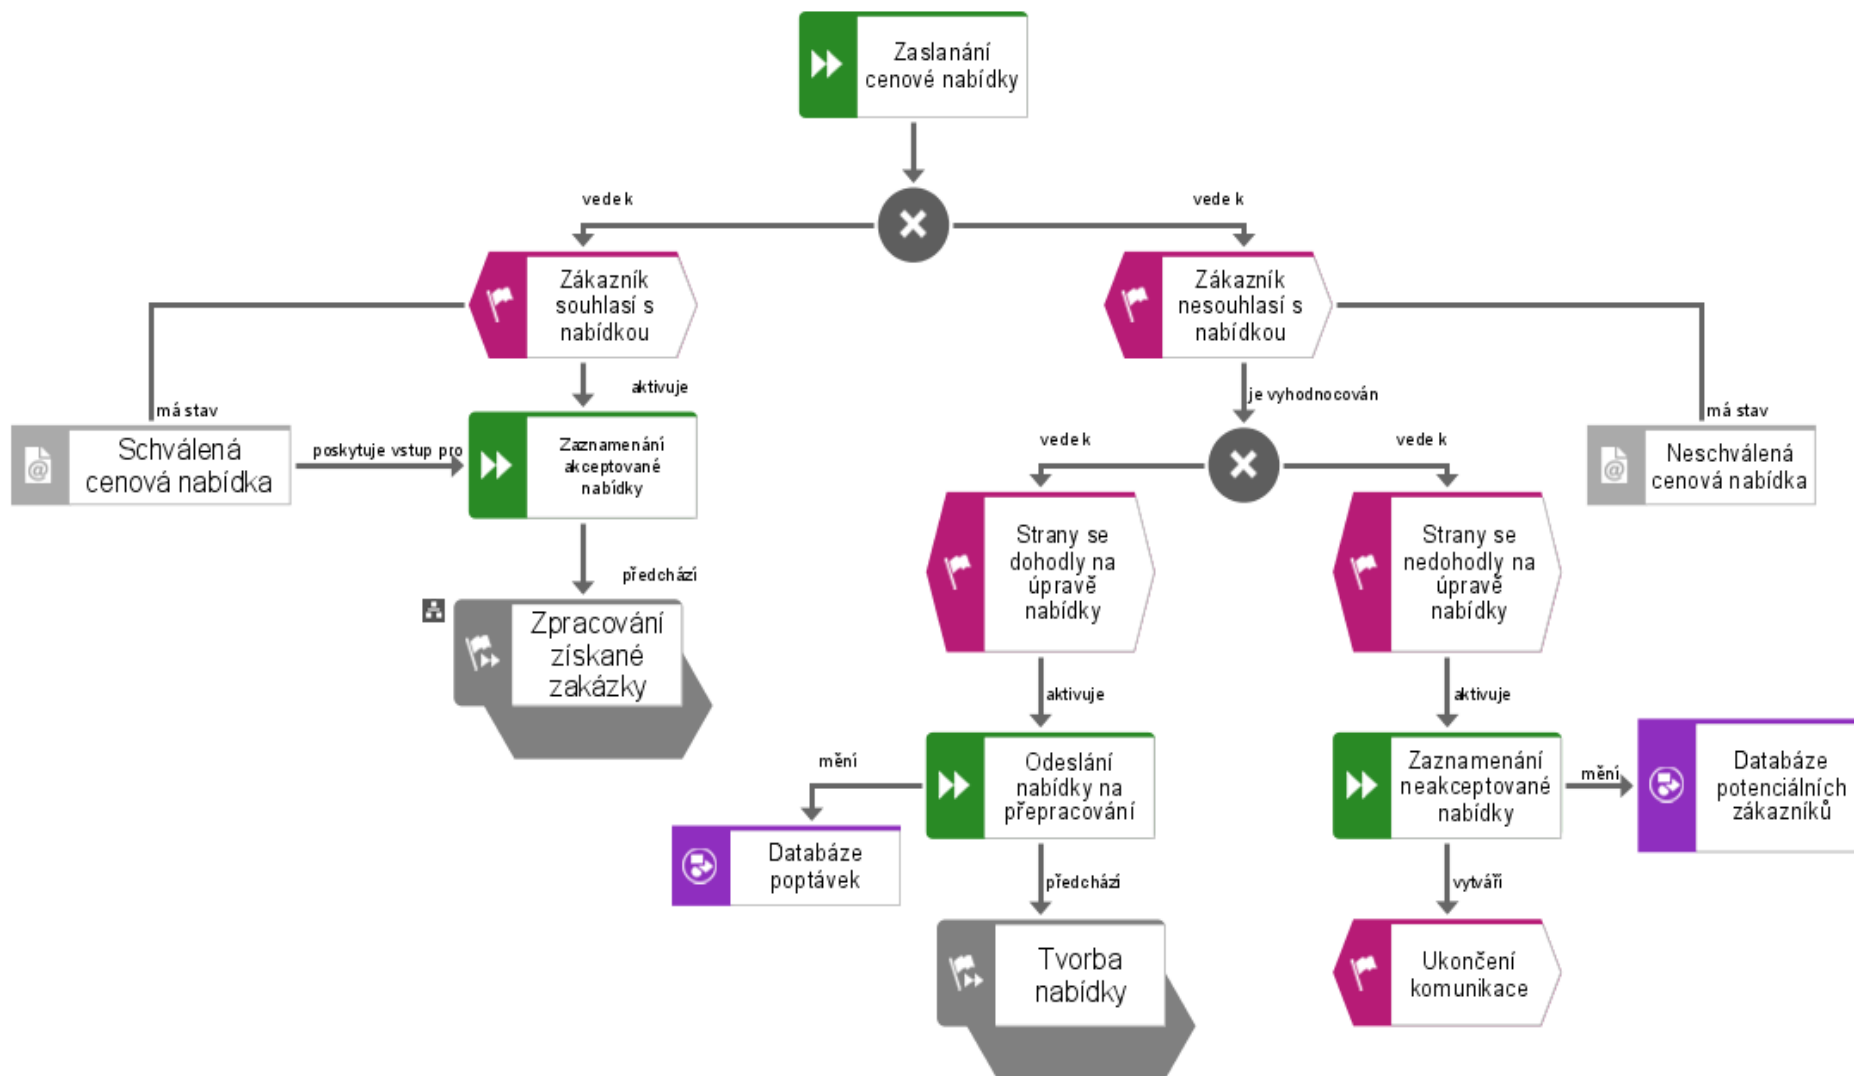 Zaslanání
cenové nabídky
vede k
vede k
Zákazník
souhlasí s
nabídkou
Zákazník
nesouhlasí s
nabídkou
aktivuje
je vyhodnocován
má stav
má stav
Schválená
cenová nabídka
poskytuje vstup pro
Zaznamenání
akceptované
nabídky
vede k
vede k
Neschválená
cenová nabídka
předchází
Strany se
dohodly na
úpravě
nabídky
Strany se
nedohodly na
úpravě
nabídky
Zpracování
získané
zakázky
aktivuje
aktivuje
mění
Odeslání
nabídky na
přepracování
Zaznamenání
neakceptované
nabídky
mění
Databáze
potenciálních
zákazníků
Databáze
poptávek
předchází
vytváří
Tvorba
nabídky
Ukončení
komunikace